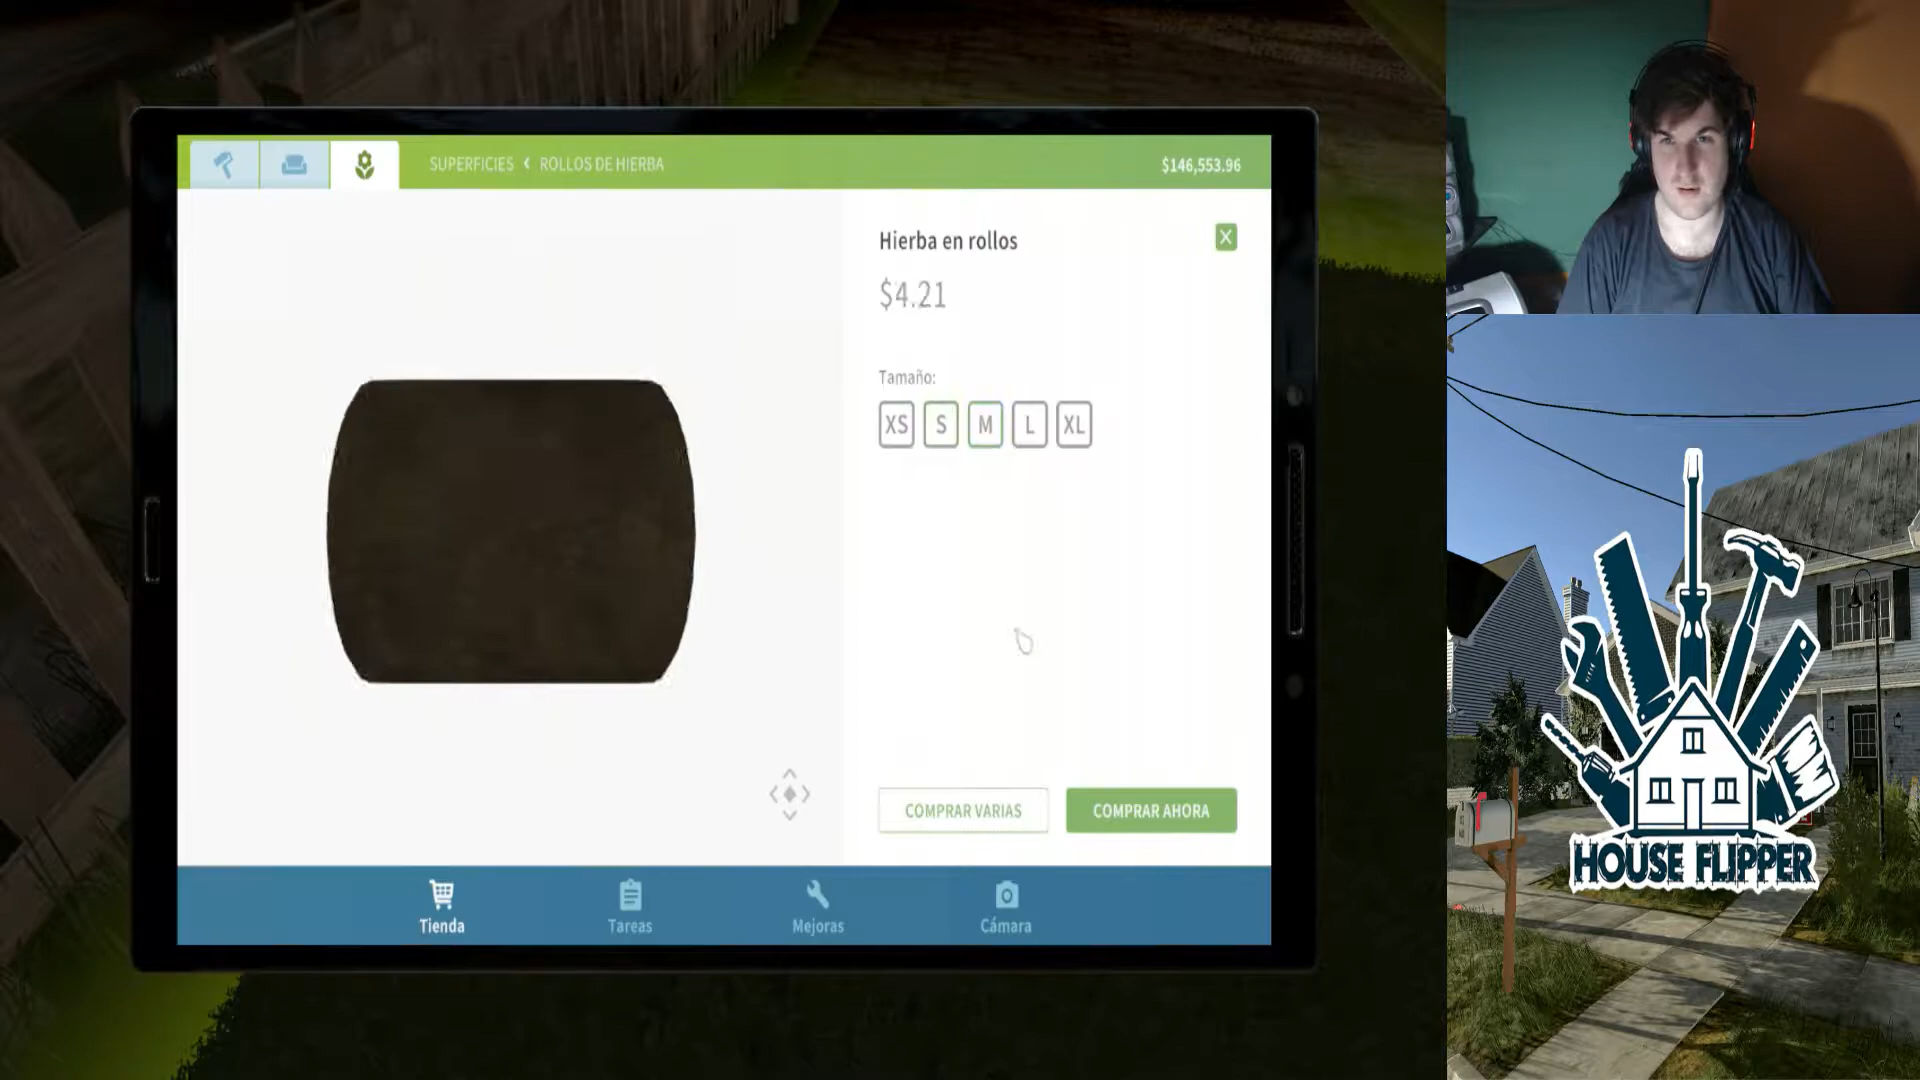 SUPERFICIES < ROLLOS DE HIERBA
$146,553.96
Hierba en rollos
$4.21
Tamaño:
XS S M L XL
COMPRAR VARIAS
COMPRAR AHORA
Tienda
Tareas
Mejoras
Cámara
HOUSE FLIPPER